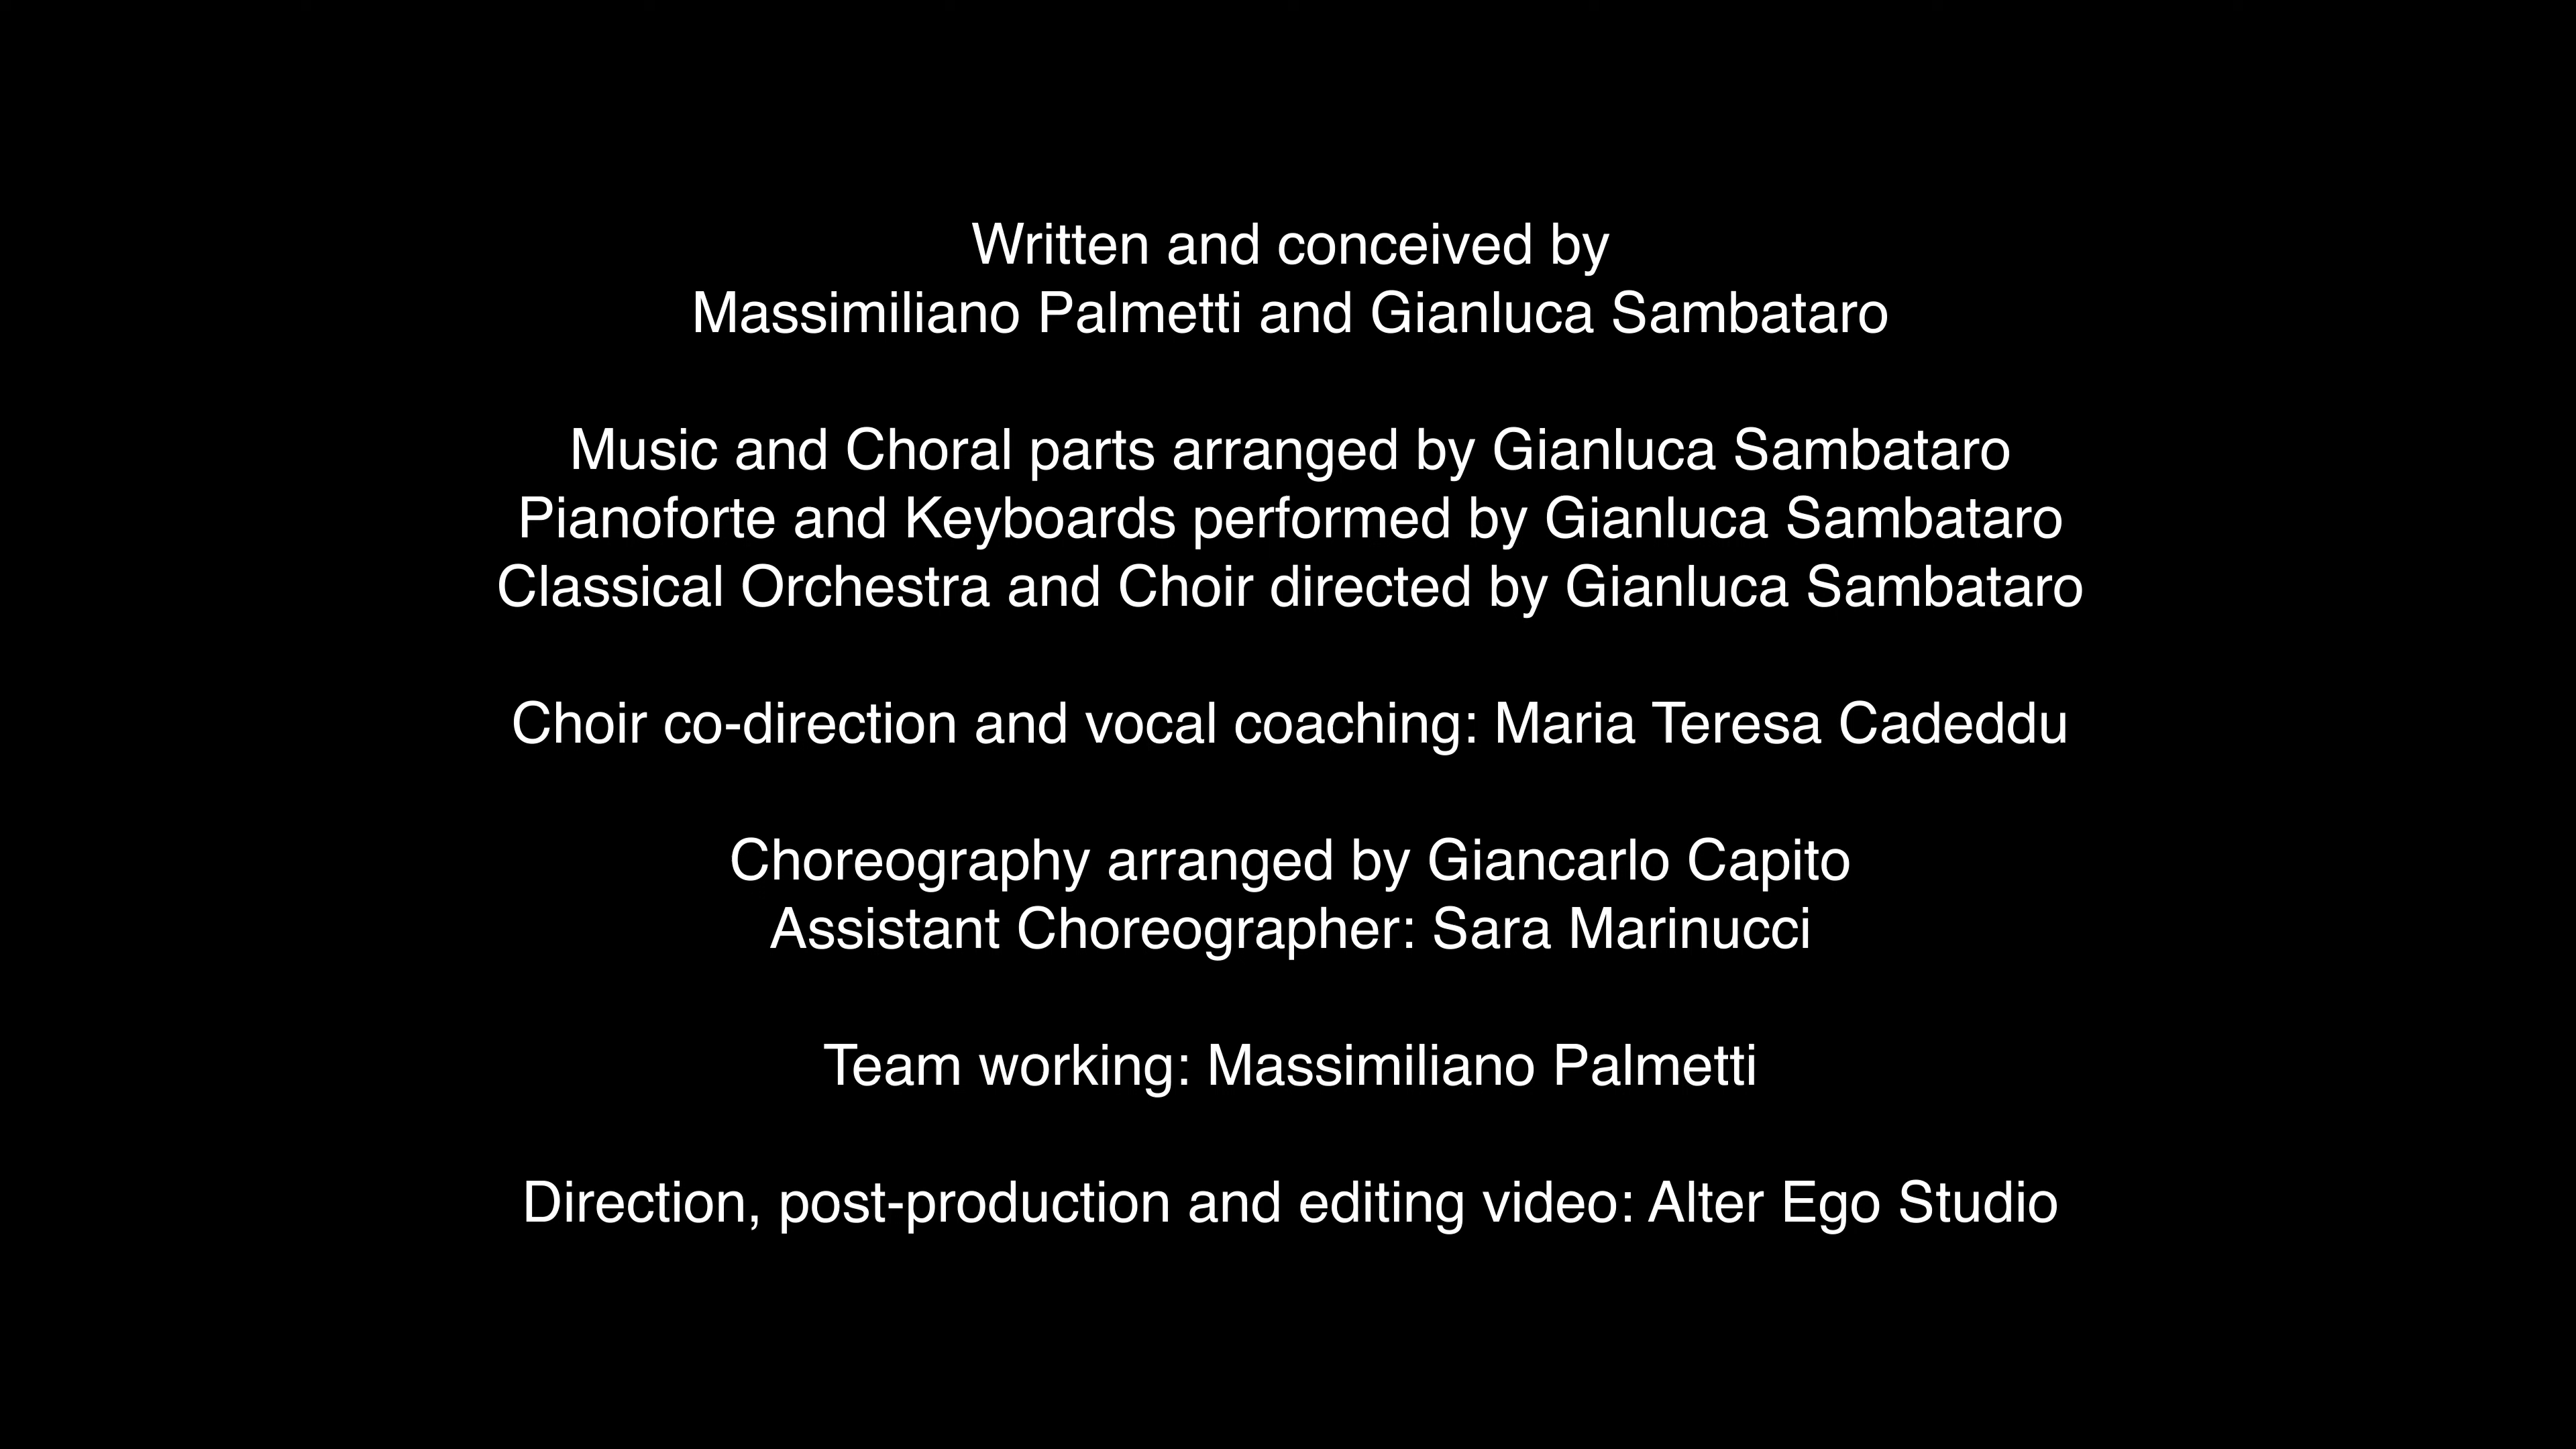 Written and conceived by
Massimiliano Palmetti and Gianluca Sambataro
Music and Choral parts arranged by Gianluca Sambataro
Pianoforte and Keyboards performed by Gianluca Sambataro
Classical Orchestra and Choir directed by Gianluca Sambataro
Choir co-direction and vocal coaching: Maria Teresa Cadeddu
Choreography arranged by Giancarlo Capito
Assistant Choreographer: Sara Marinucci
Team working: Massimiliano Palmetti
Direction, post-production and editing video: Alter Ego Studio